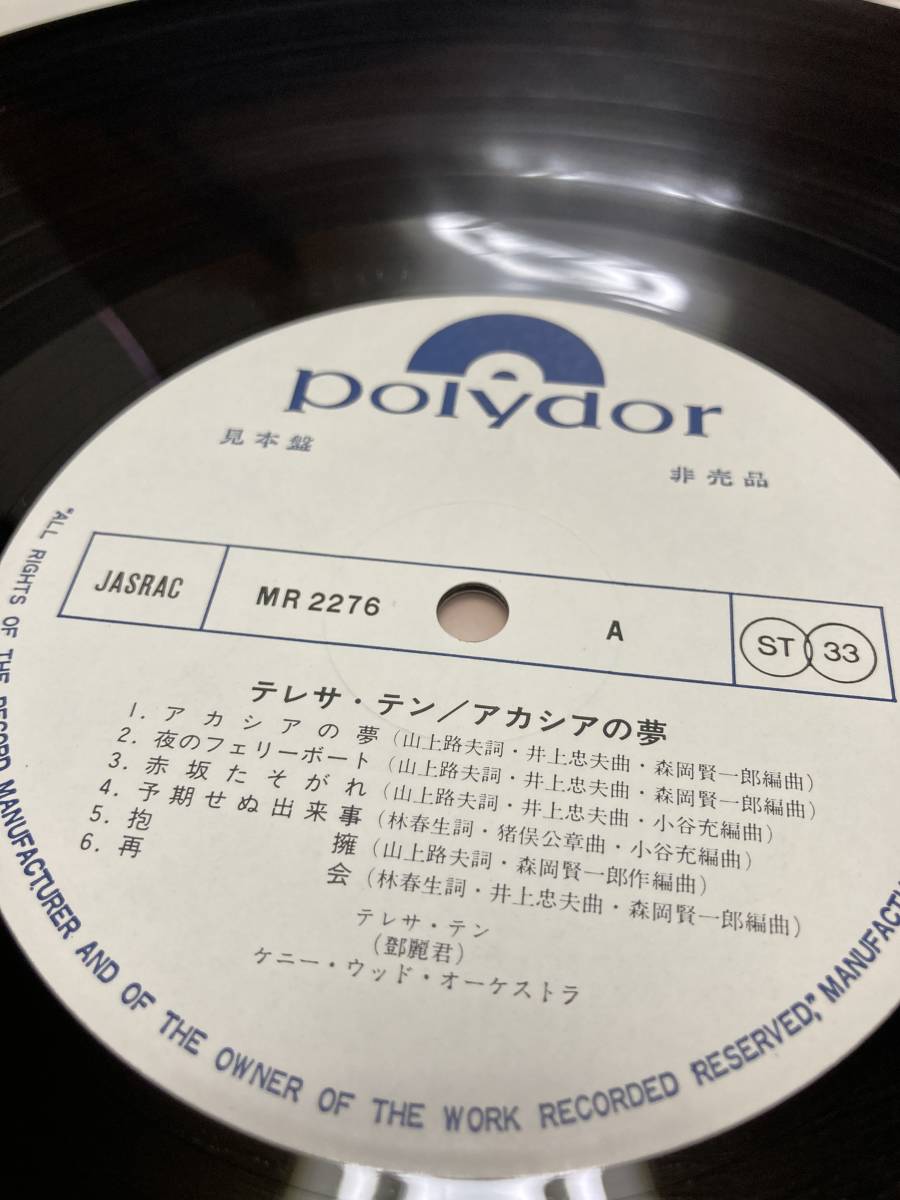 polydor
見本盤
非売品
JASRAC
MR 2276
A
ST 33
テレサ・テン/アカシアの夢
1. アカシアの夢 (山上路夫詞・井上忠夫曲・森岡賢一郎編曲)
2. 夜のフェリーボート (山上路夫詞・井上忠夫曲・森岡賢一郎編曲)
3. 赤坂たそがれ (山上路夫詞・井上忠夫曲・小谷充編曲)
4. 予期せぬ出来事 (林春生詞・猪俣公章曲・小谷充編曲)
5. 抱擁 (山上路夫詞・森岡賢一郎作編曲)
6. 再会 (林春生詞・井上忠夫曲・森岡賢一郎編曲)
テレサ・テン
(鄧麗君)
ケニー・ウッド・オーケストラ
"ALL RIGHTS OF THE RECORD MANUFACTURER AND OF THE OWNER OF THE WORK RECORDED RESERVED,"